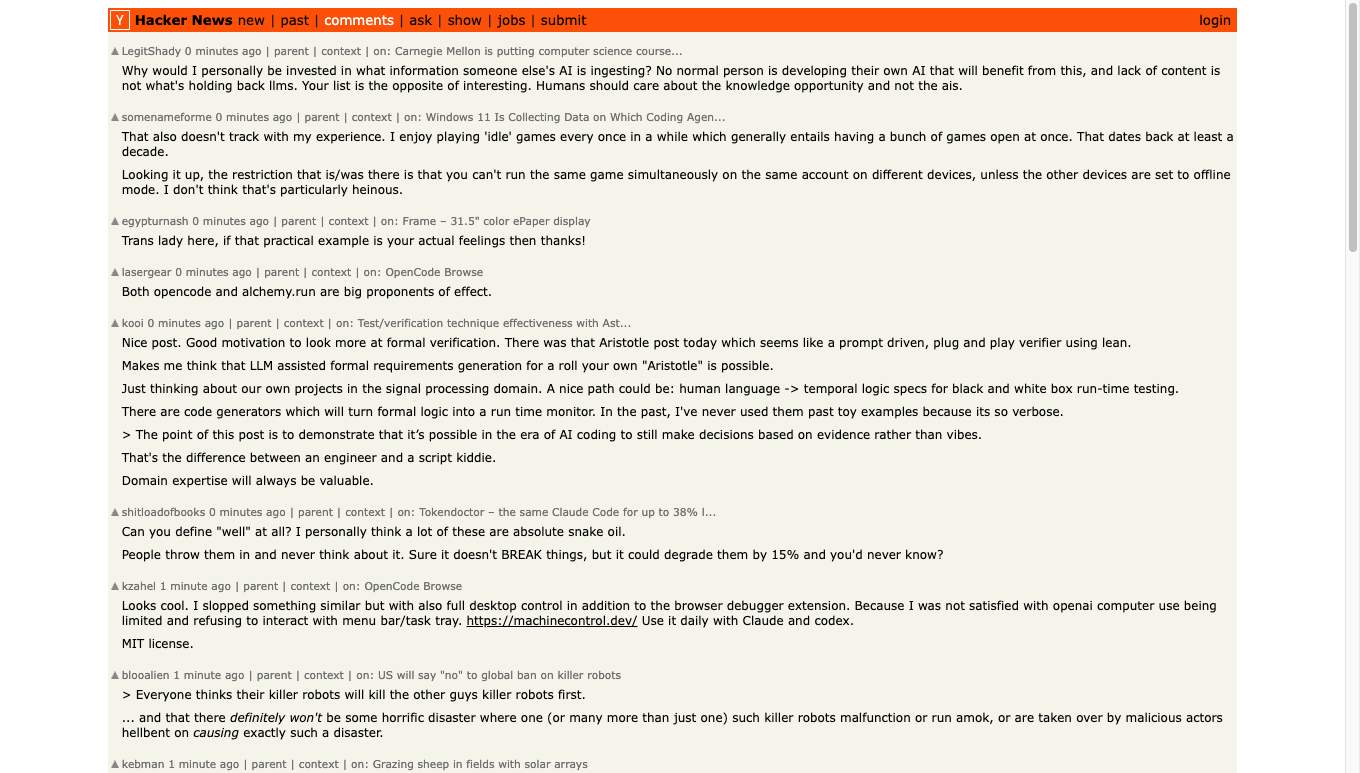 Y Hacker News new | past | comments | ask | show | jobs | submit login
▲ LegitShady 0 minutes ago | parent | context | on: Carnegie Mellon is putting computer science course...
Why would I personally be invested in what information someone else's AI is ingesting? No normal person is developing their own AI that will benefit from this, and lack of content is
not what's holding back llms. Your list is the opposite of interesting. Humans should care about the knowledge opportunity and not the ais.
▲ somenameforme 0 minutes ago | parent | context | on: Windows 11 Is Collecting Data on Which Coding Agen...
That also doesn't track with my experience. I enjoy playing 'idle' games every once in a while which generally entails having a bunch of games open at once. That dates back at least a
decade.
Looking it up, the restriction that is/was there is that you can't run the same game simultaneously on the same account on different devices, unless the other devices are set to offline
mode. I don't think that's particularly heinous.
▲ egypturnash 0 minutes ago | parent | context | on: Frame – 31.5" color ePaper display
Trans lady here, if that practical example is your actual feelings then thanks!
▲ lasergear 0 minutes ago | parent | context | on: OpenCode Browse
Both opencode and alchemy.run are big proponents of effect.
▲ kooi 0 minutes ago | parent | context | on: Test/verification technique effectiveness with Ast...
Nice post. Good motivation to look more at formal verification. There was that Aristotle post today which seems like a prompt driven, plug and play verifier using lean.
Makes me think that LLM assisted formal requirements generation for a roll your own "Aristotle" is possible.
Just thinking about our own projects in the signal processing domain. A nice path could be: human language -> temporal logic specs for black and white box run-time testing.
There are code generators which will turn formal logic into a run time monitor. In the past, I've never used them past toy examples because its so verbose.
> The point of this post is to demonstrate that it’s possible in the era of AI coding to still make decisions based on evidence rather than vibes.
That's the difference between an engineer and a script kiddie.
Domain expertise will always be valuable.
▲ shitloadofbooks 0 minutes ago | parent | context | on: Tokendoctor – the same Claude Code for up to 38% l...
Can you define "well" at all? I personally think a lot of these are absolute snake oil.
People throw them in and never think about it. Sure it doesn't BREAK things, but it could degrade them by 15% and you'd never know?
▲ kzahel 1 minute ago | parent | context | on: OpenCode Browse
Looks cool. I slopped something similar but with also full desktop control in addition to the browser debugger extension. Because I was not satisfied with openai computer use being
limited and refusing to interact with menu bar/task tray. https://machinecontrol.dev/ Use it daily with Claude and codex.
MIT license.
▲ blooalien 1 minute ago | parent | context | on: US will say "no" to global ban on killer robots
> Everyone thinks their killer robots will kill the other guys killer robots first.
... and that there definitely won't be some horrific disaster where one (or many more than just one) such killer robots malfunction or run amok, or are taken over by malicious actors
hellbent on causing exactly such a disaster.
▲ kebman 1 minute ago | parent | context | on: Grazing sheep in fields with solar arrays